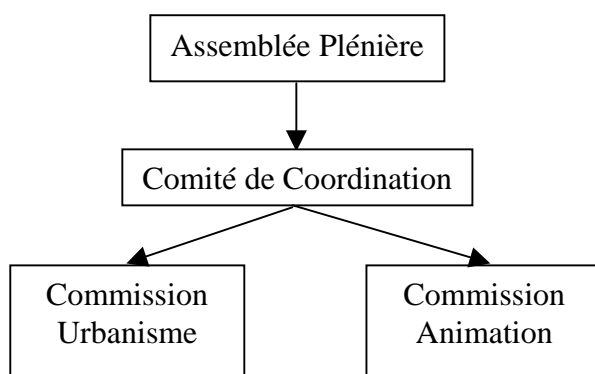 Assemblée Plénière
Comité de Coordination
Commission
Urbanisme
Commission
Animation